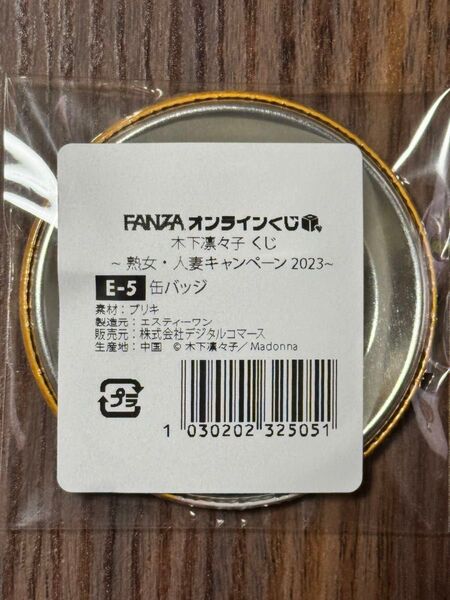 FANZA オンラインくじ
木下凛々子 くじ
~ 熟女・人妻キャンペーン 2023~
E-5 缶バッジ
素材：ブリキ
製造元：エスティーワン
販売元：株式会社デジタルコマース
生産地：中国 © 木下凛々子/ Madonna
プラ
1 030202 325051